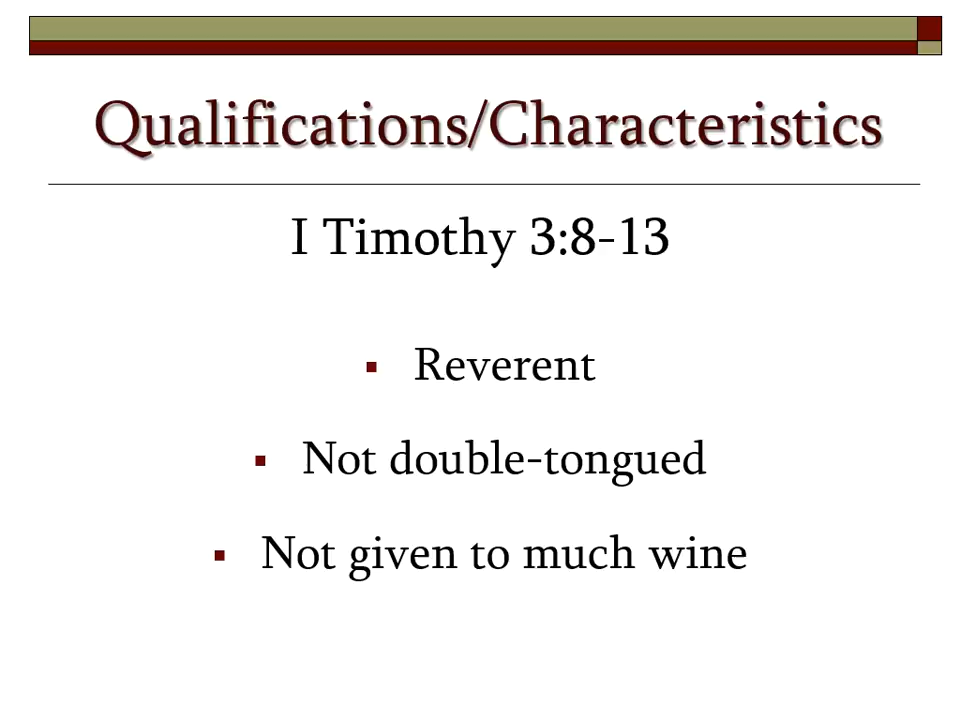 Qualifications/Characteristics
I Timothy 3:8-13
▪ Reverent
▪ Not double-tongued
▪ Not given to much wine